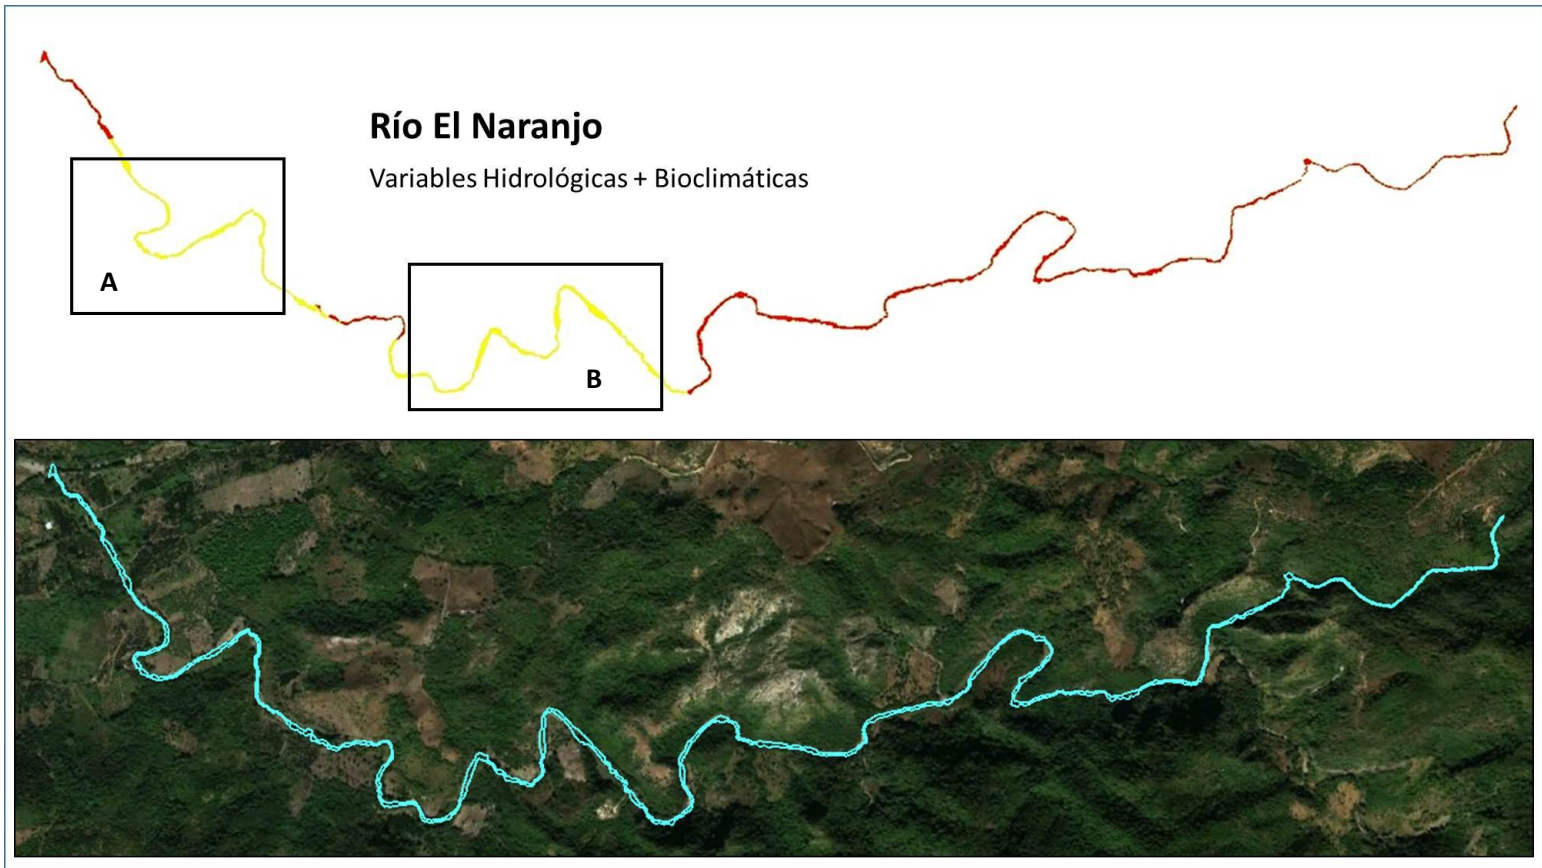 Río El Naranjo
Variables Hidrológicas + Bioclimáticas
A
B